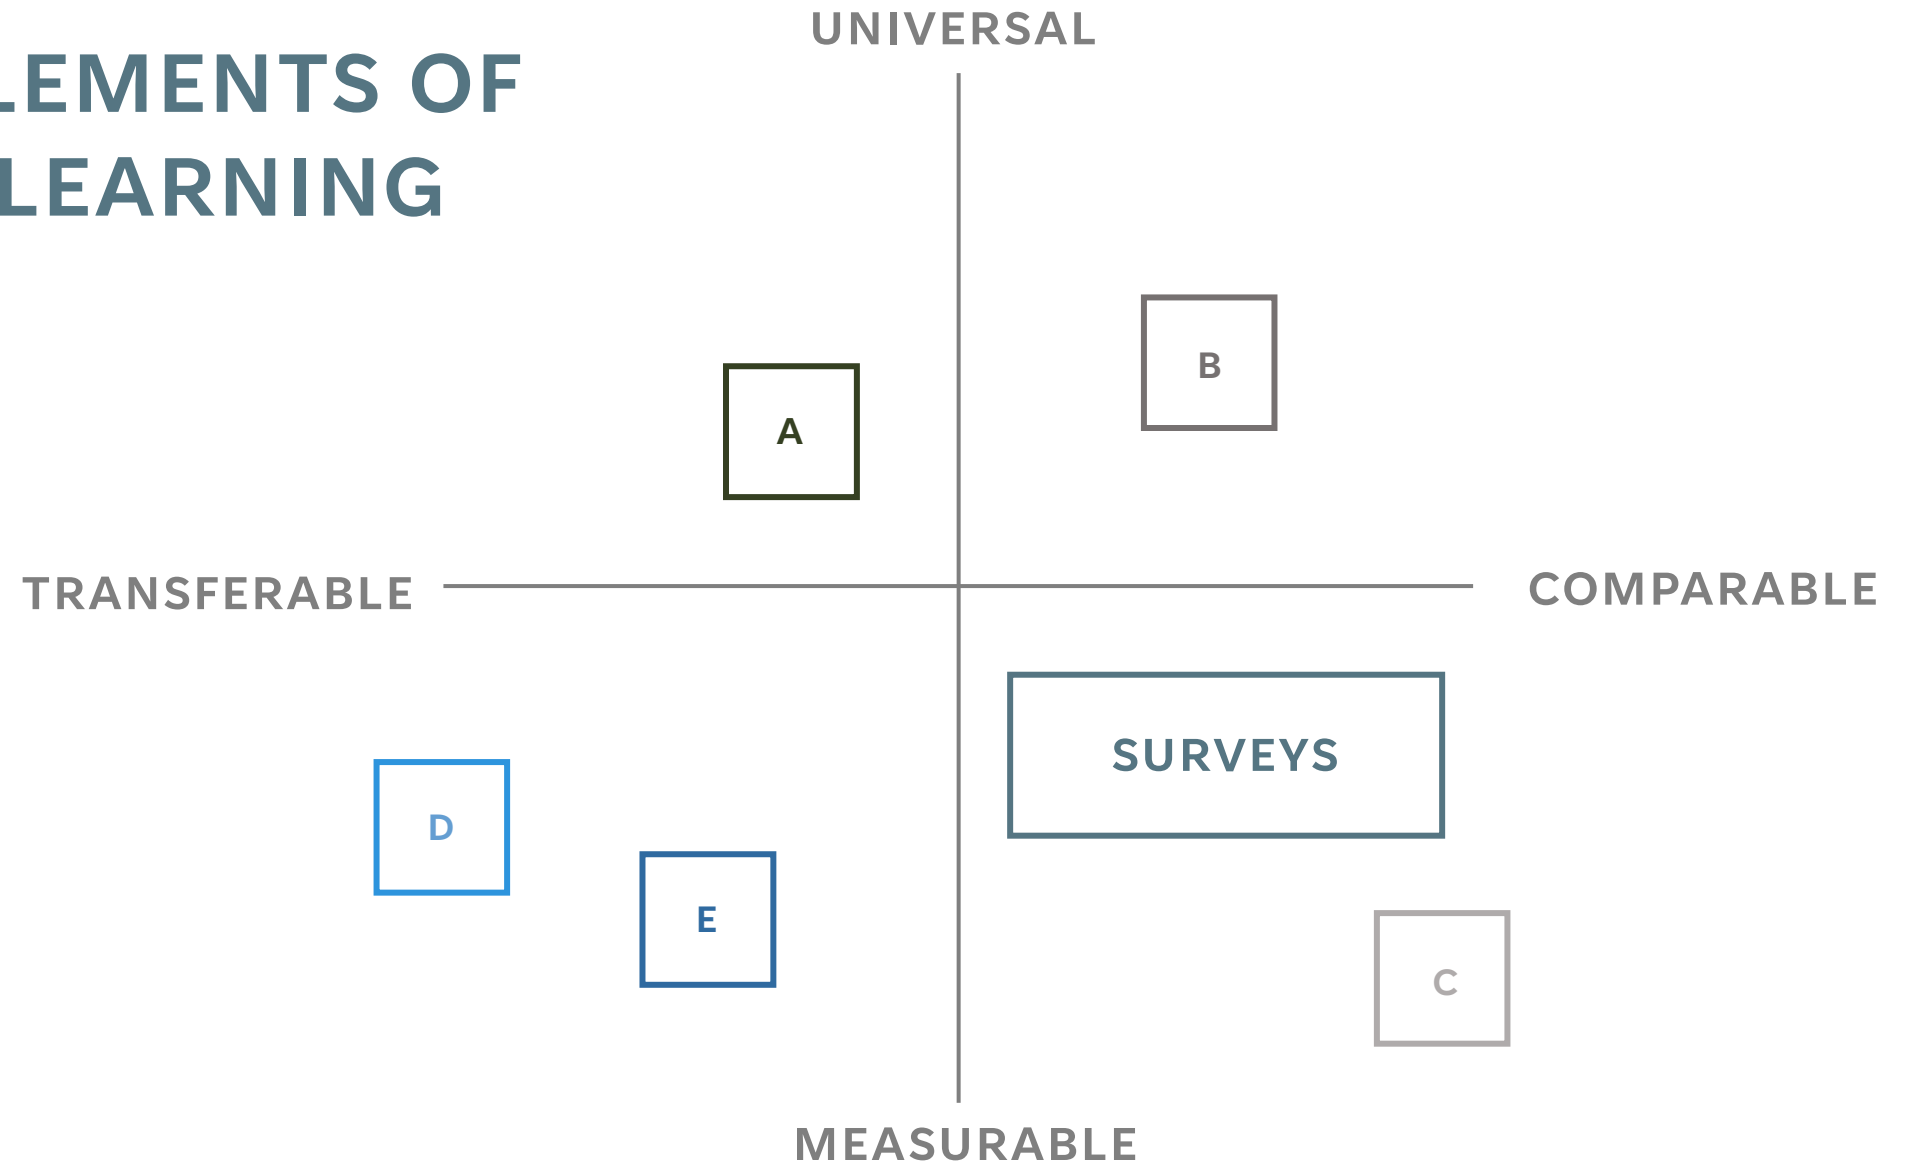 LEMENTS OF
LEARNING
UNIVERSAL
B
A
TRANSFERABLE
COMPARABLE
SURVEYS
D
E
C
MEASURABLE